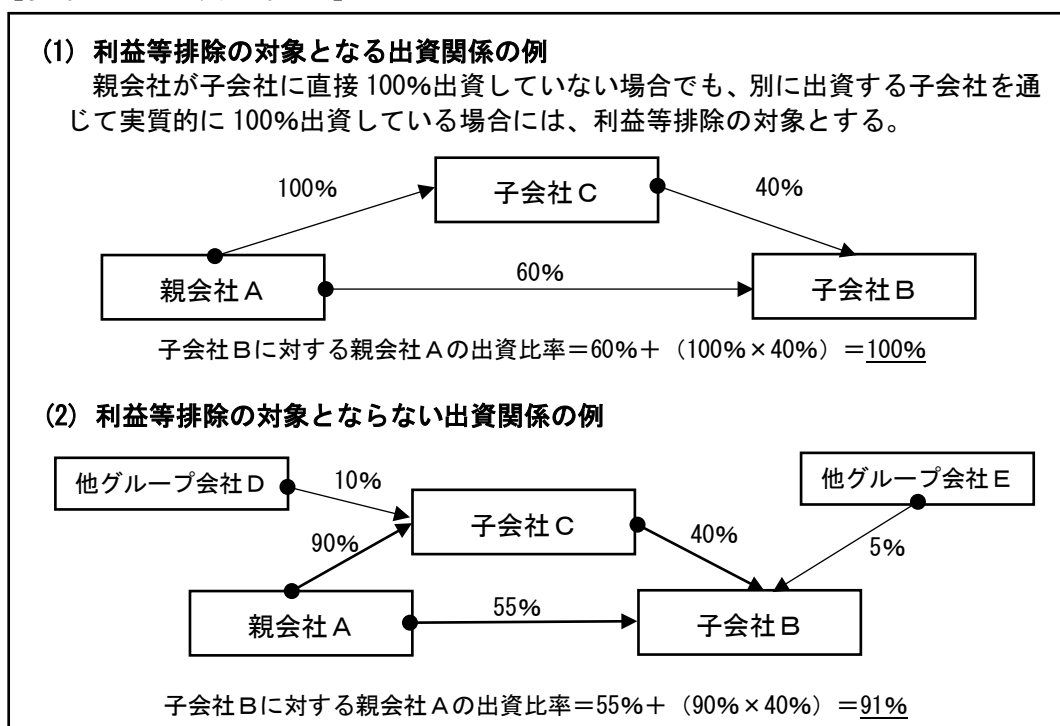 (1) 利益等排除の対象となる出資関係の例
親会社が子会社に直接 100%出資していない場合でも、別に出資する子会社を通
じて実質的に 100%出資している場合には、利益等排除の対象とする。
100%
子会社C
40%
親会社A
60%
子会社B
子会社Bに対する親会社Aの出資比率=60%+(100%×40%)=100%
(2) 利益等排除の対象とならない出資関係の例
他グループ会社D
10%
他グループ会社E
子会社C
90%
40%
5%
親会社A
55%
子会社B
子会社Bに対する親会社Aの出資比率=55%+(90%×40%)=91%